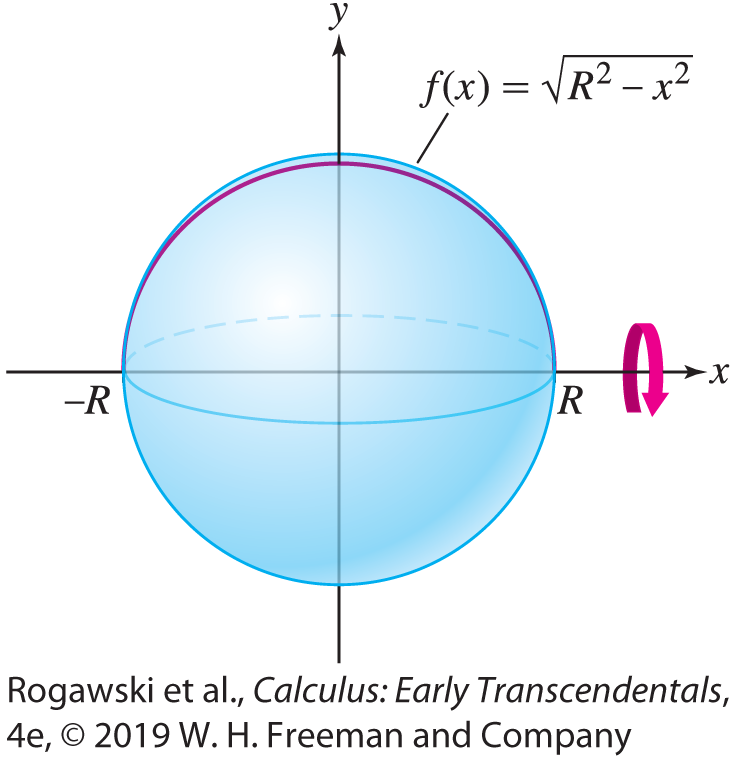 y
f(x) = √(R² – x²)
x
–R
R
Rogawski et al., Calculus: Early Transcendentals,
4e, © 2019 W. H. Freeman and Company